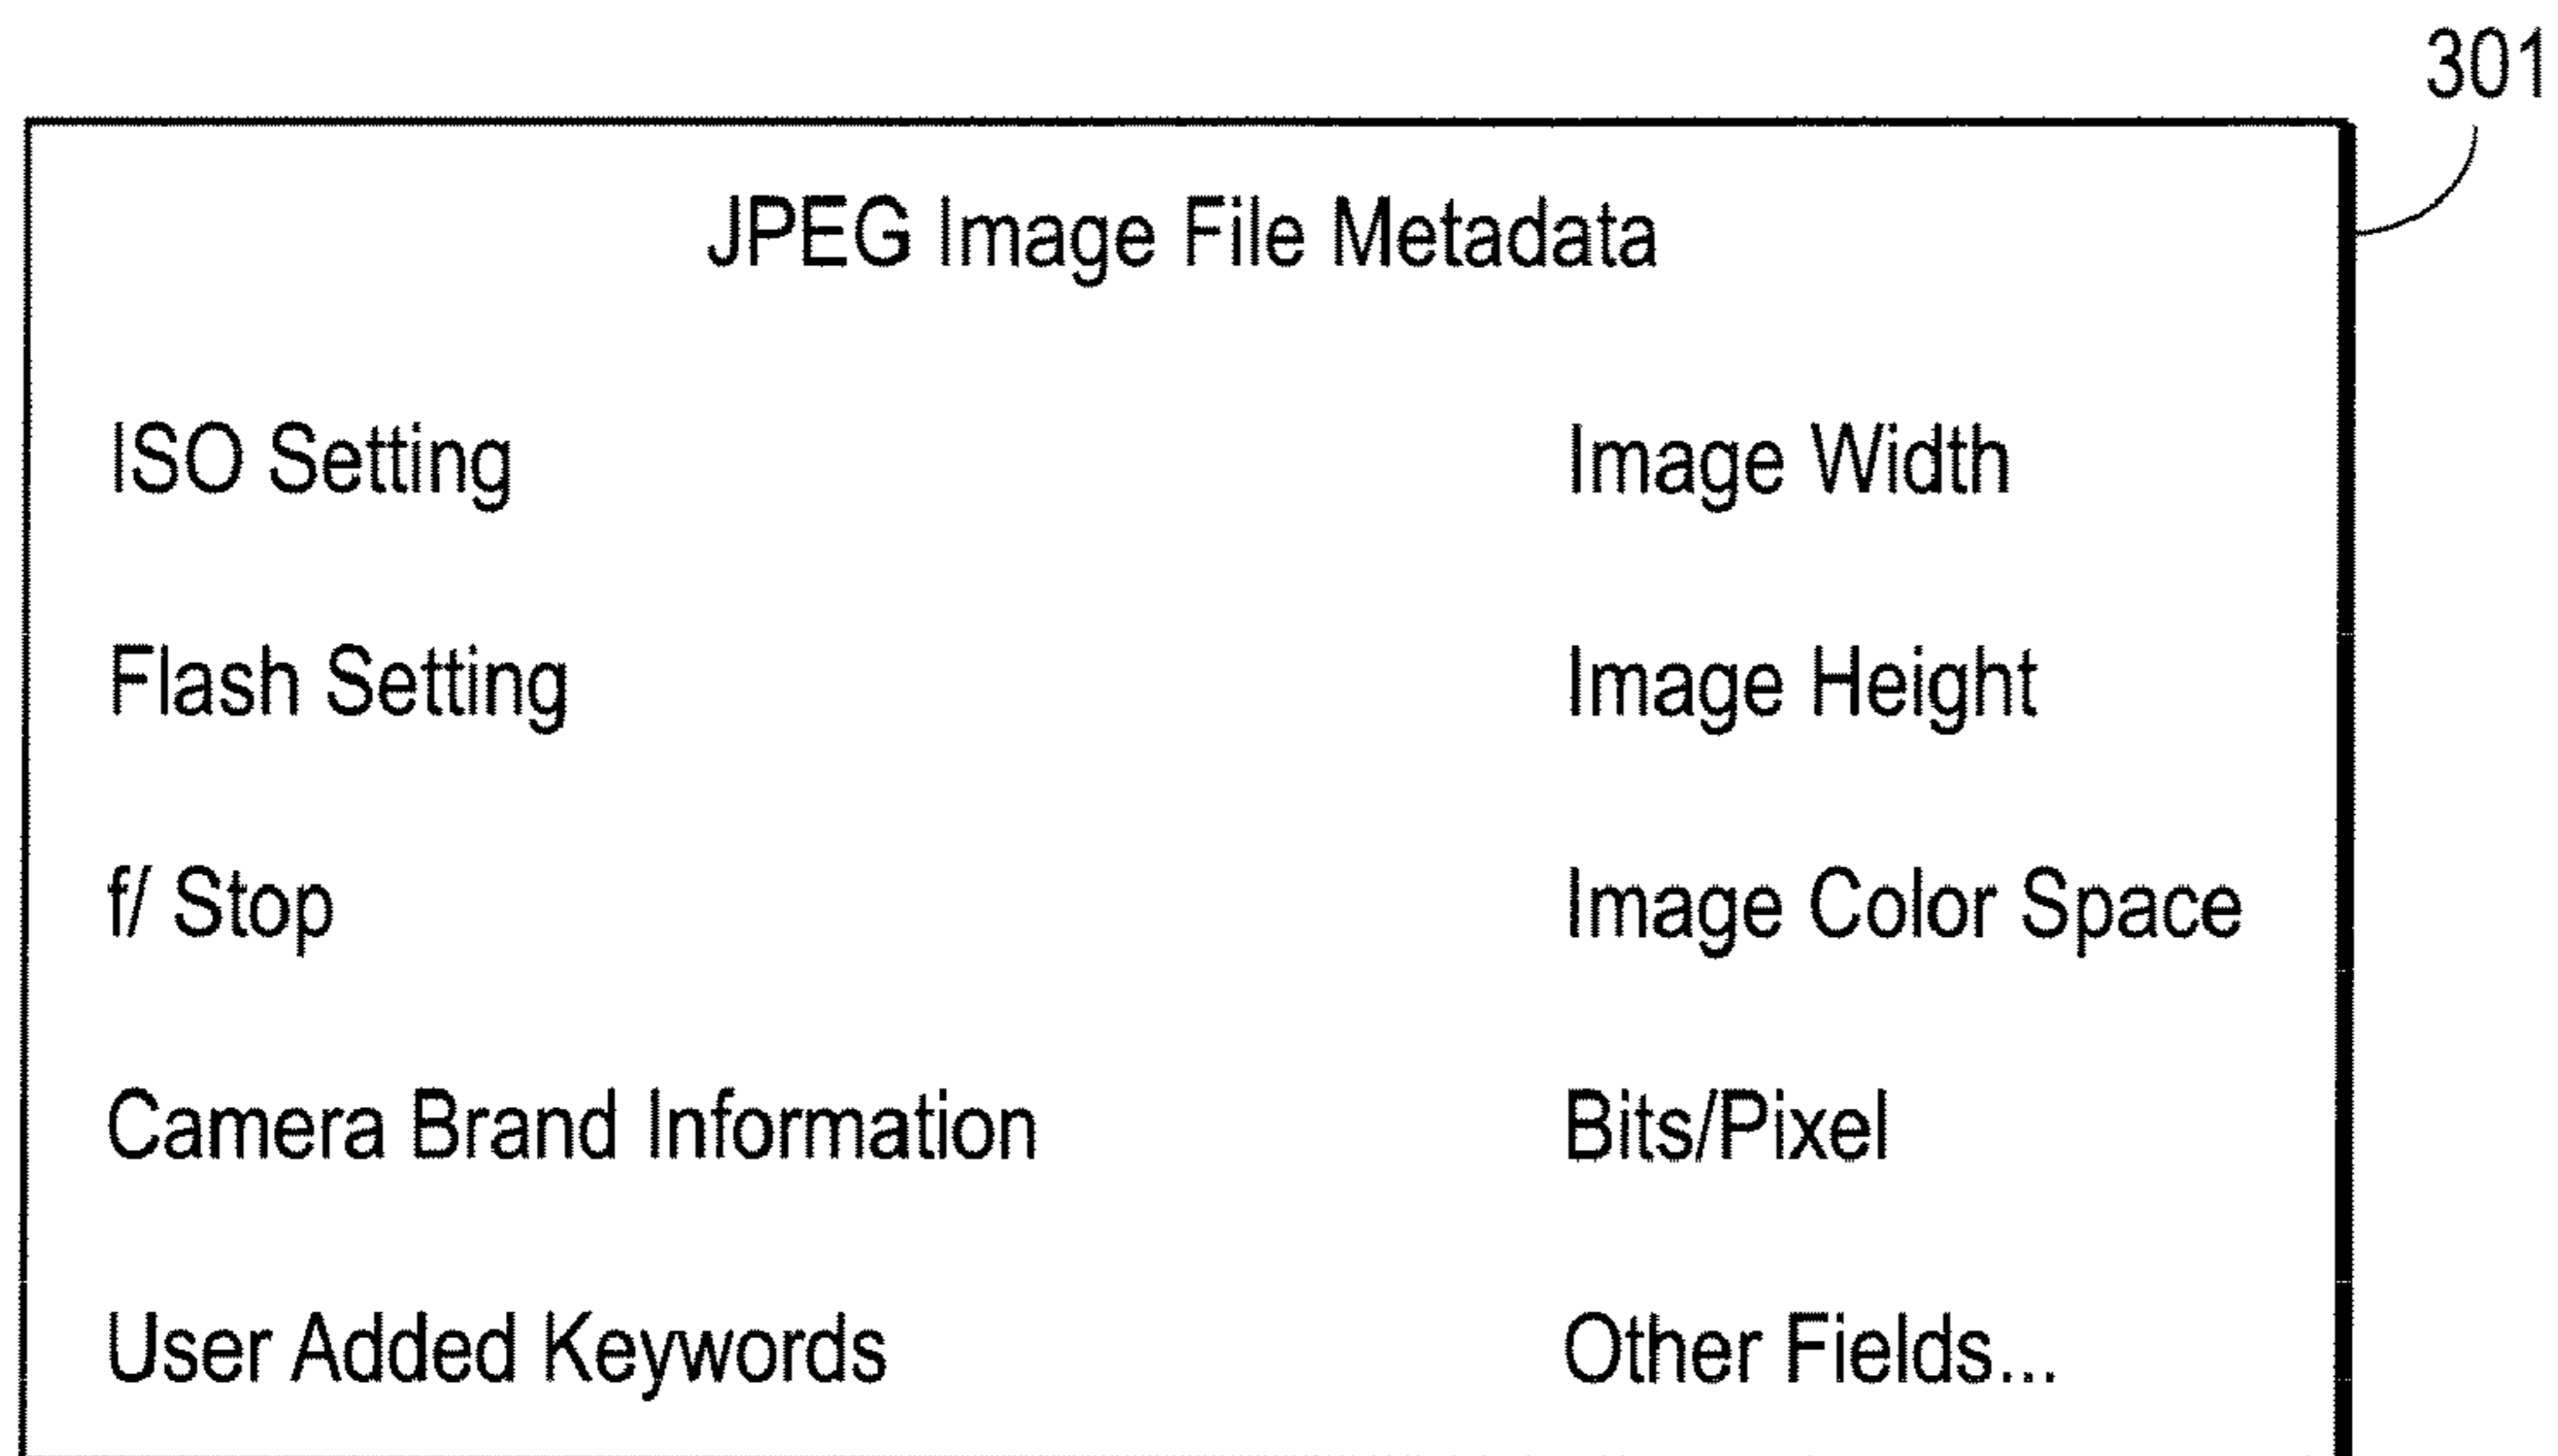 301
JPEG Image File Metadata
ISO Setting
Image Width
Flash Setting
Image Height
f/ Stop
Image Color Space
Camera Brand Information
Bits/Pixel
User Added Keywords
Other Fields...